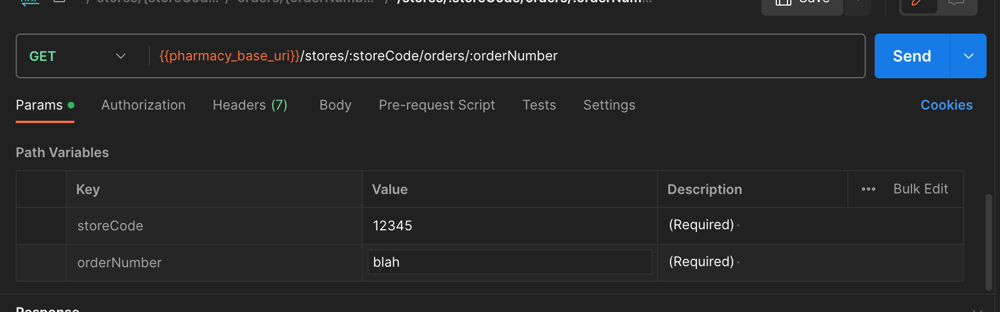 / stores/{storeCod... / orders/{orderNumb... / /stores/:storeCode/orders/:orderNum...
Save
GET {{pharmacy_base_uri}}/stores/:storeCode/orders/:orderNumber Send
Params Authorization Headers (7) Body Pre-request Script Tests Settings Cookies
Path Variables
Key Value Description ••• Bulk Edit
storeCode 12345 (Required)
orderNumber blah (Required)
Response